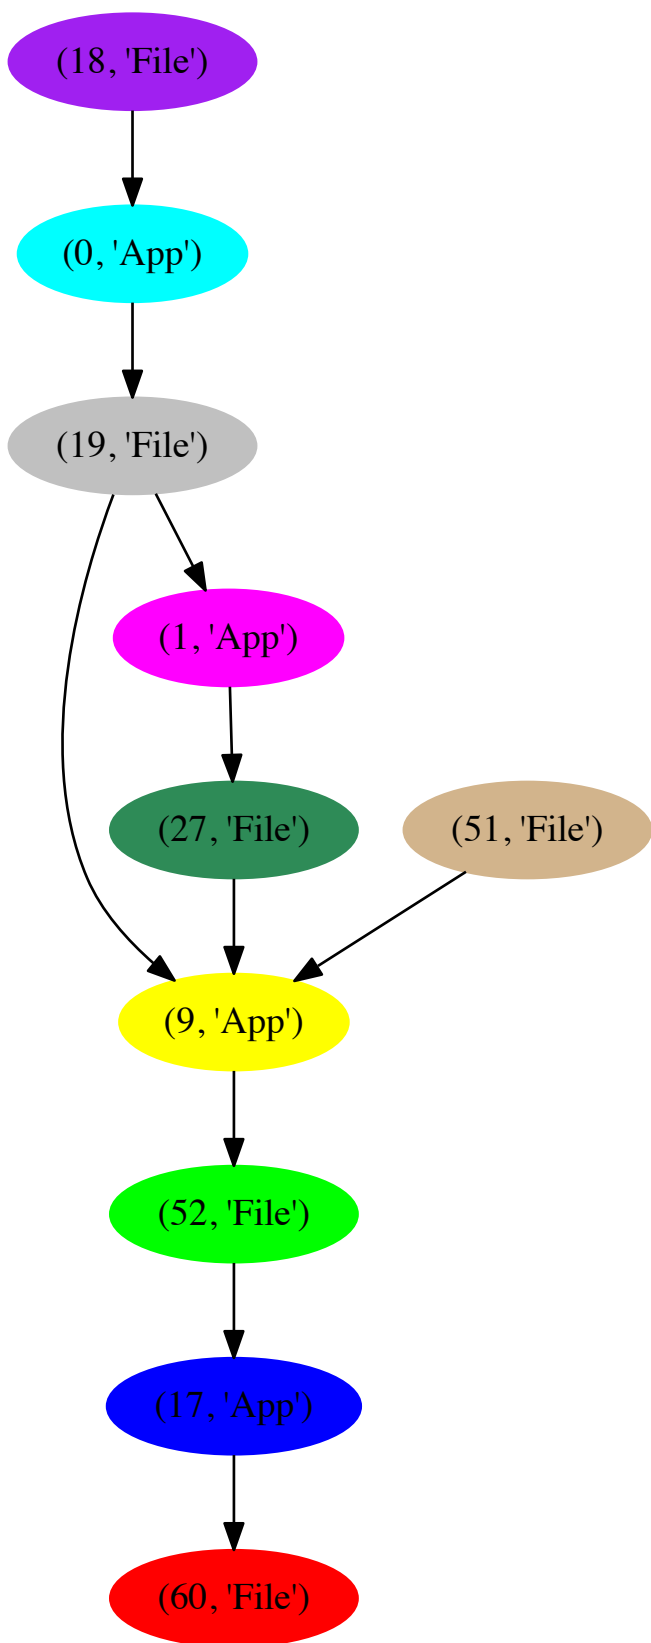 (18, 'File')
(0, 'App')
(19, 'File')
(1, 'App')
(27, 'File')
(51, 'File')
(9, 'App')
(52, 'File')
(17, 'App')
(60, 'File')